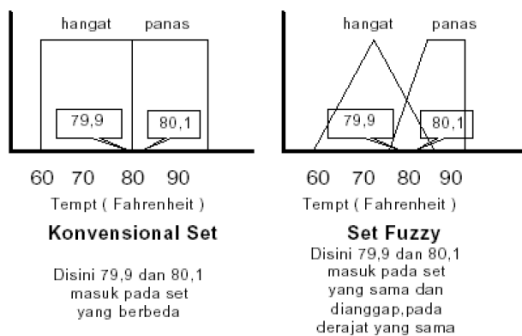 hangat panas
79,9 80,1
60 70 80 90
Tempt ( Fahrenheit )
Konvensional Set
Disini 79,9 dan 80,1
masuk pada set
yang berbeda
hangat panas
79,9 80,1
60 70 80 90
Tempt ( Fahrenheit )
Set Fuzzy
Disini 79,9 dan 80,1
masuk pada set
yang sama dan
dianggap,pada
derajat yang sama